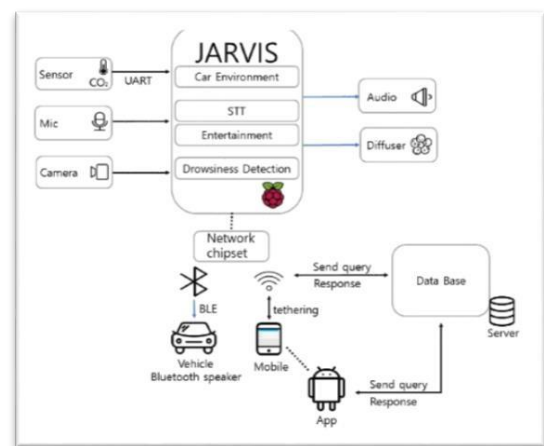 JARVIS
Sensor
CO₂
UART
Car Environment
Mic
STT
Entertainment
Camera
Drowsiness Detection
Audio
Diffuser
Network
chipset
BLE
Vehicle
Bluetooth speaker
tethering
Mobile
Send query
Response
Data Base
Server
App
Send query
Response